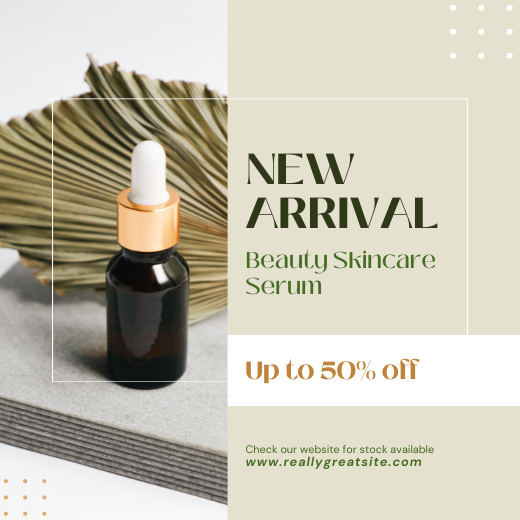 NEW
ARRIVAL
Beauty Skincare
Serum
Up to 50% off
Check our website for stock available
www.reallygreatsite.com